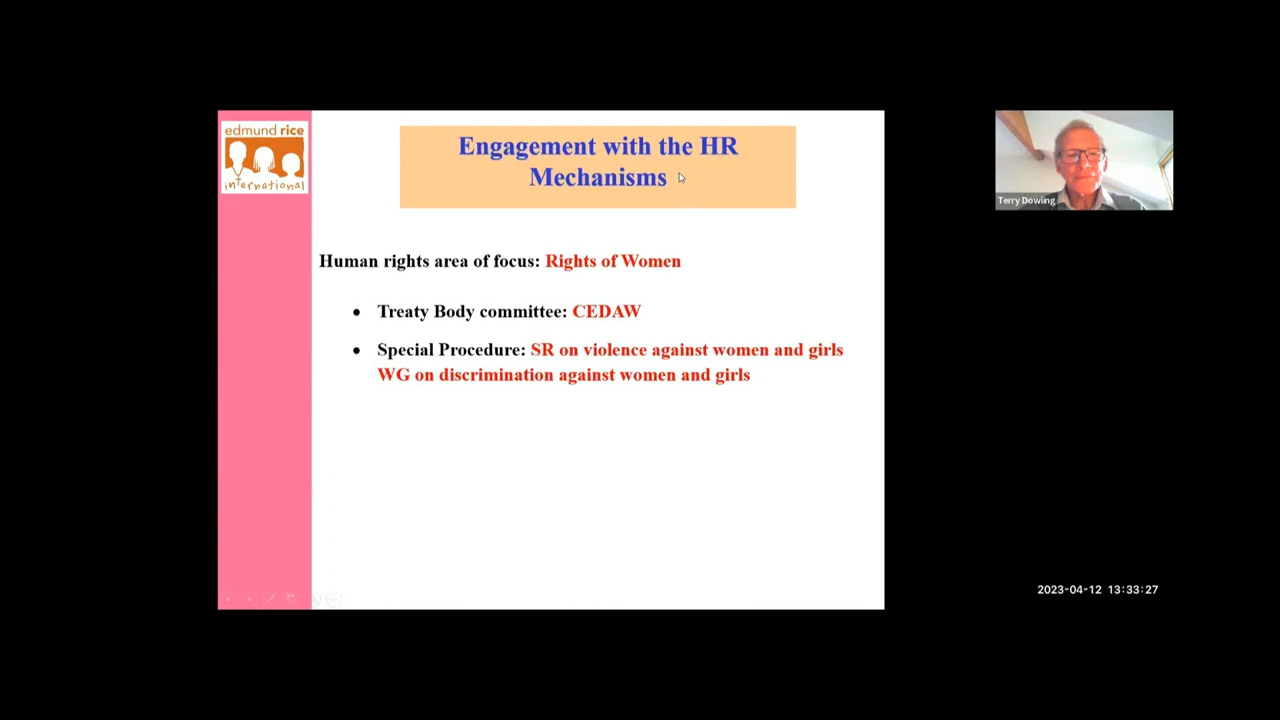 edmund rice
international
Engagement with the HR
Mechanisms
Human rights area of focus: Rights of Women
• Treaty Body committee: CEDAW
• Special Procedure: SR on violence against women and girls
WG on discrimination against women and girls
Terry Dowling
2023-04-12 13:33:27